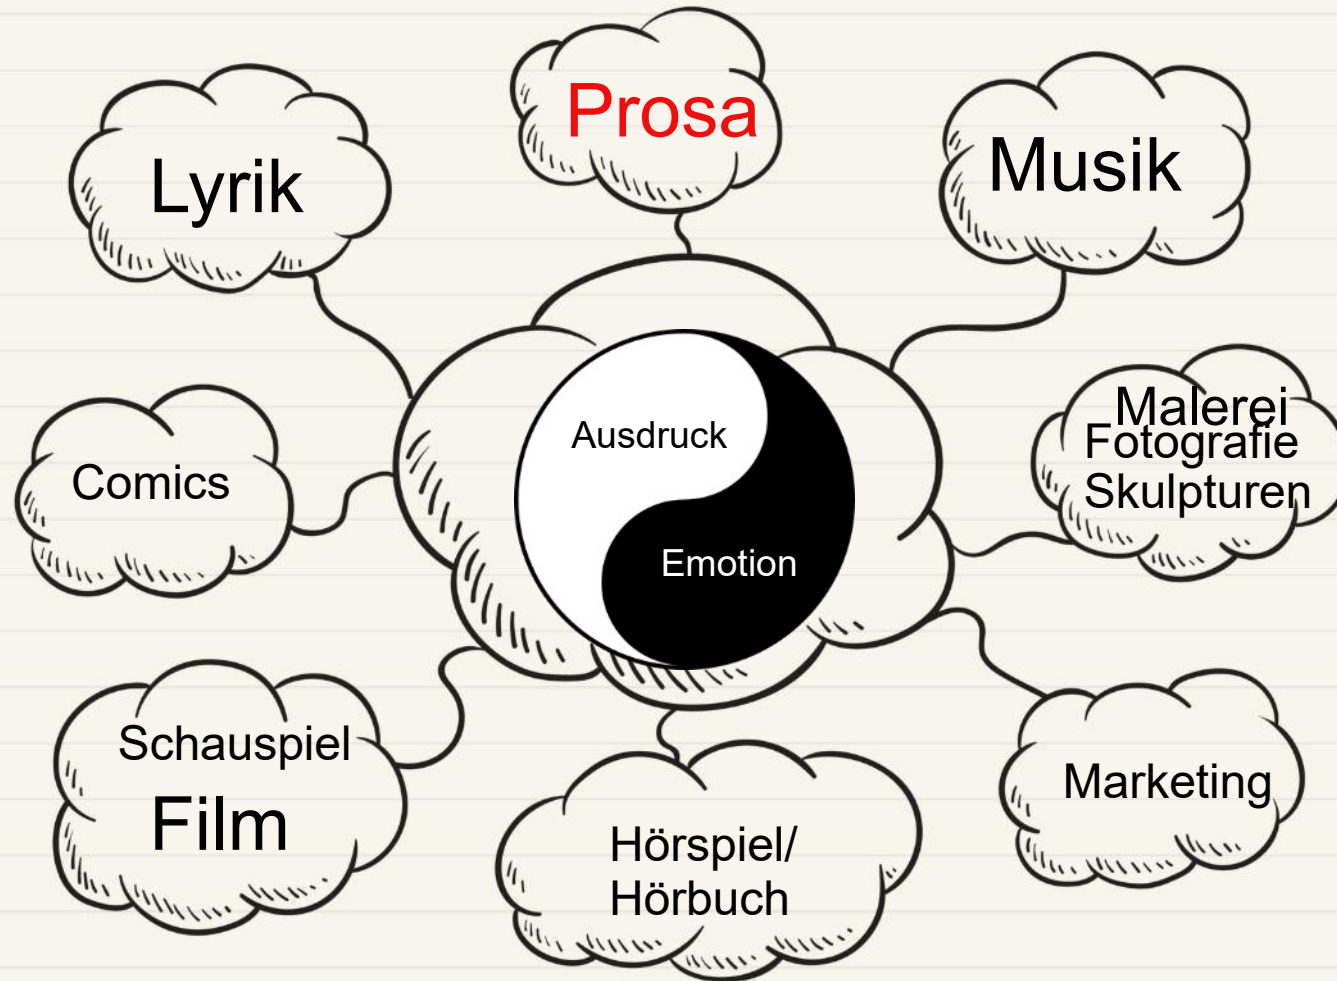 Prosa
Lyrik
Musik
Malerei
Fotografie
Skulpturen
Ausdruck
Comics
Emotion
Schauspiel
Film
Marketing
Hörspiel/
Hörbuch